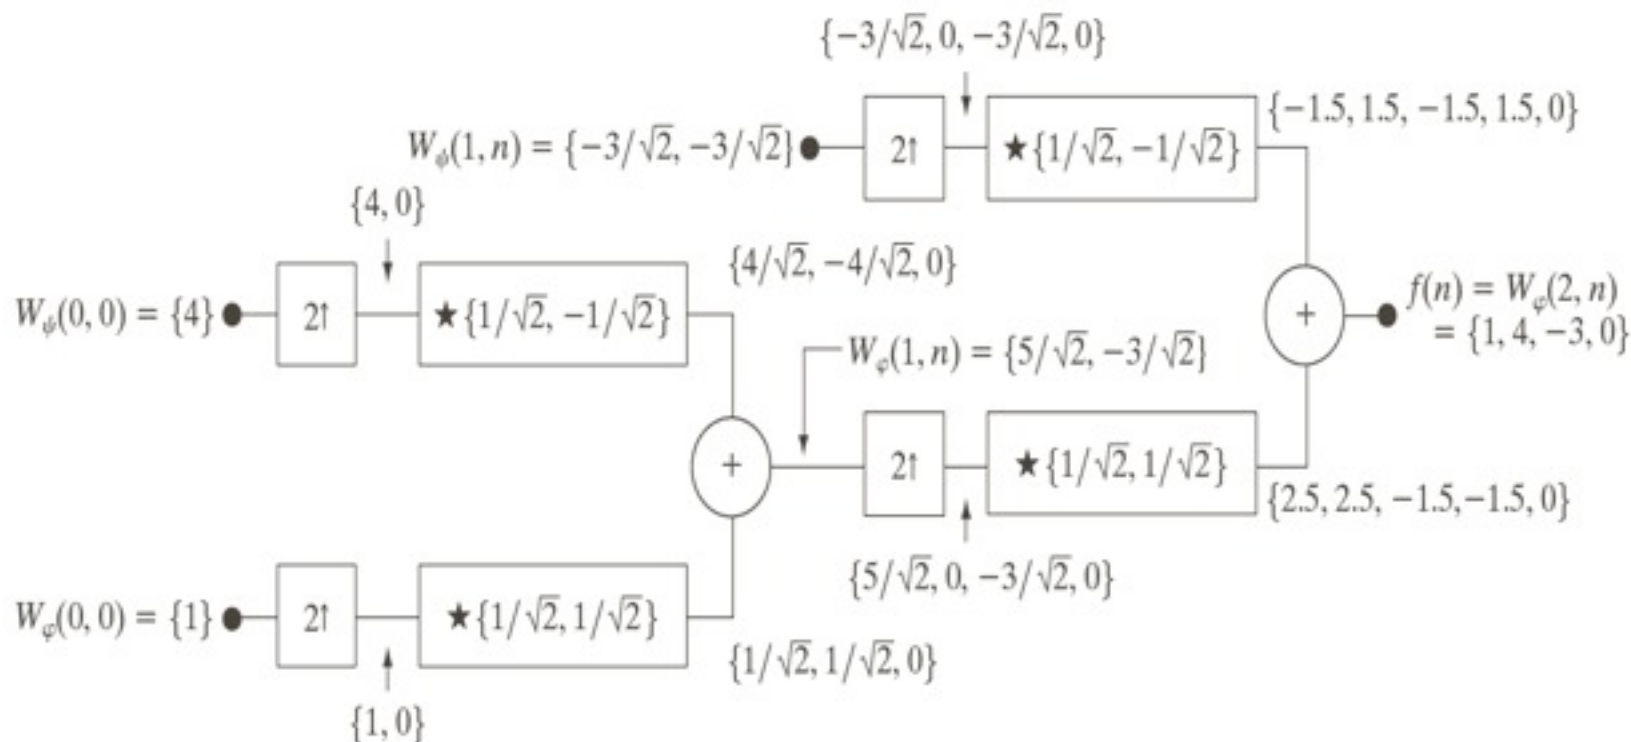 {−3/√2, 0, −3/√2, 0}
W_ψ(1, n) = {−3/√2, −3/√2}
2↑
★{1/√2, −1/√2}
{−1.5, 1.5, −1.5, 1.5, 0}
{4, 0}
W_ψ(0, 0) = {4}
2↑
★{1/√2, −1/√2}
{4/√2, −4/√2, 0}
+
f(n) = W_φ(2, n)
= {1, 4, −3, 0}
W_φ(1, n) = {5/√2, −3/√2}
+
2↑
★{1/√2, 1/√2}
{2.5, 2.5, −1.5, −1.5, 0}
{5/√2, 0, −3/√2, 0}
W_φ(0, 0) = {1}
2↑
★{1/√2, 1/√2}
{1/√2, 1/√2, 0}
{1, 0}